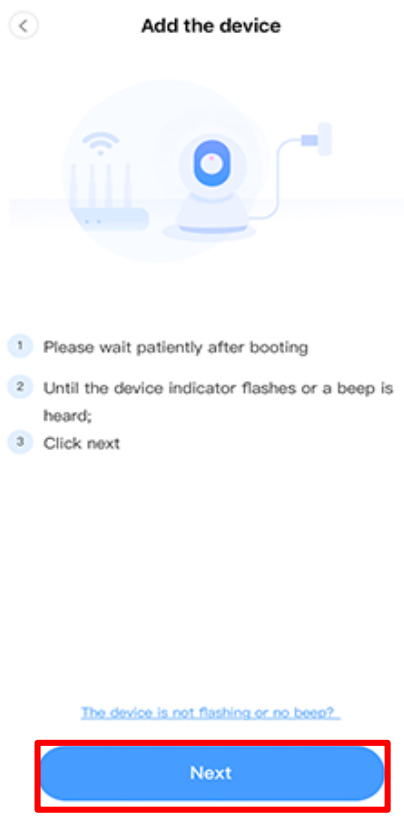 Add the device
1 Please wait patiently after booting
2 Until the device indicator flashes or a beep is
heard;
3 Click next
The device is not flashing or no beep?
Next